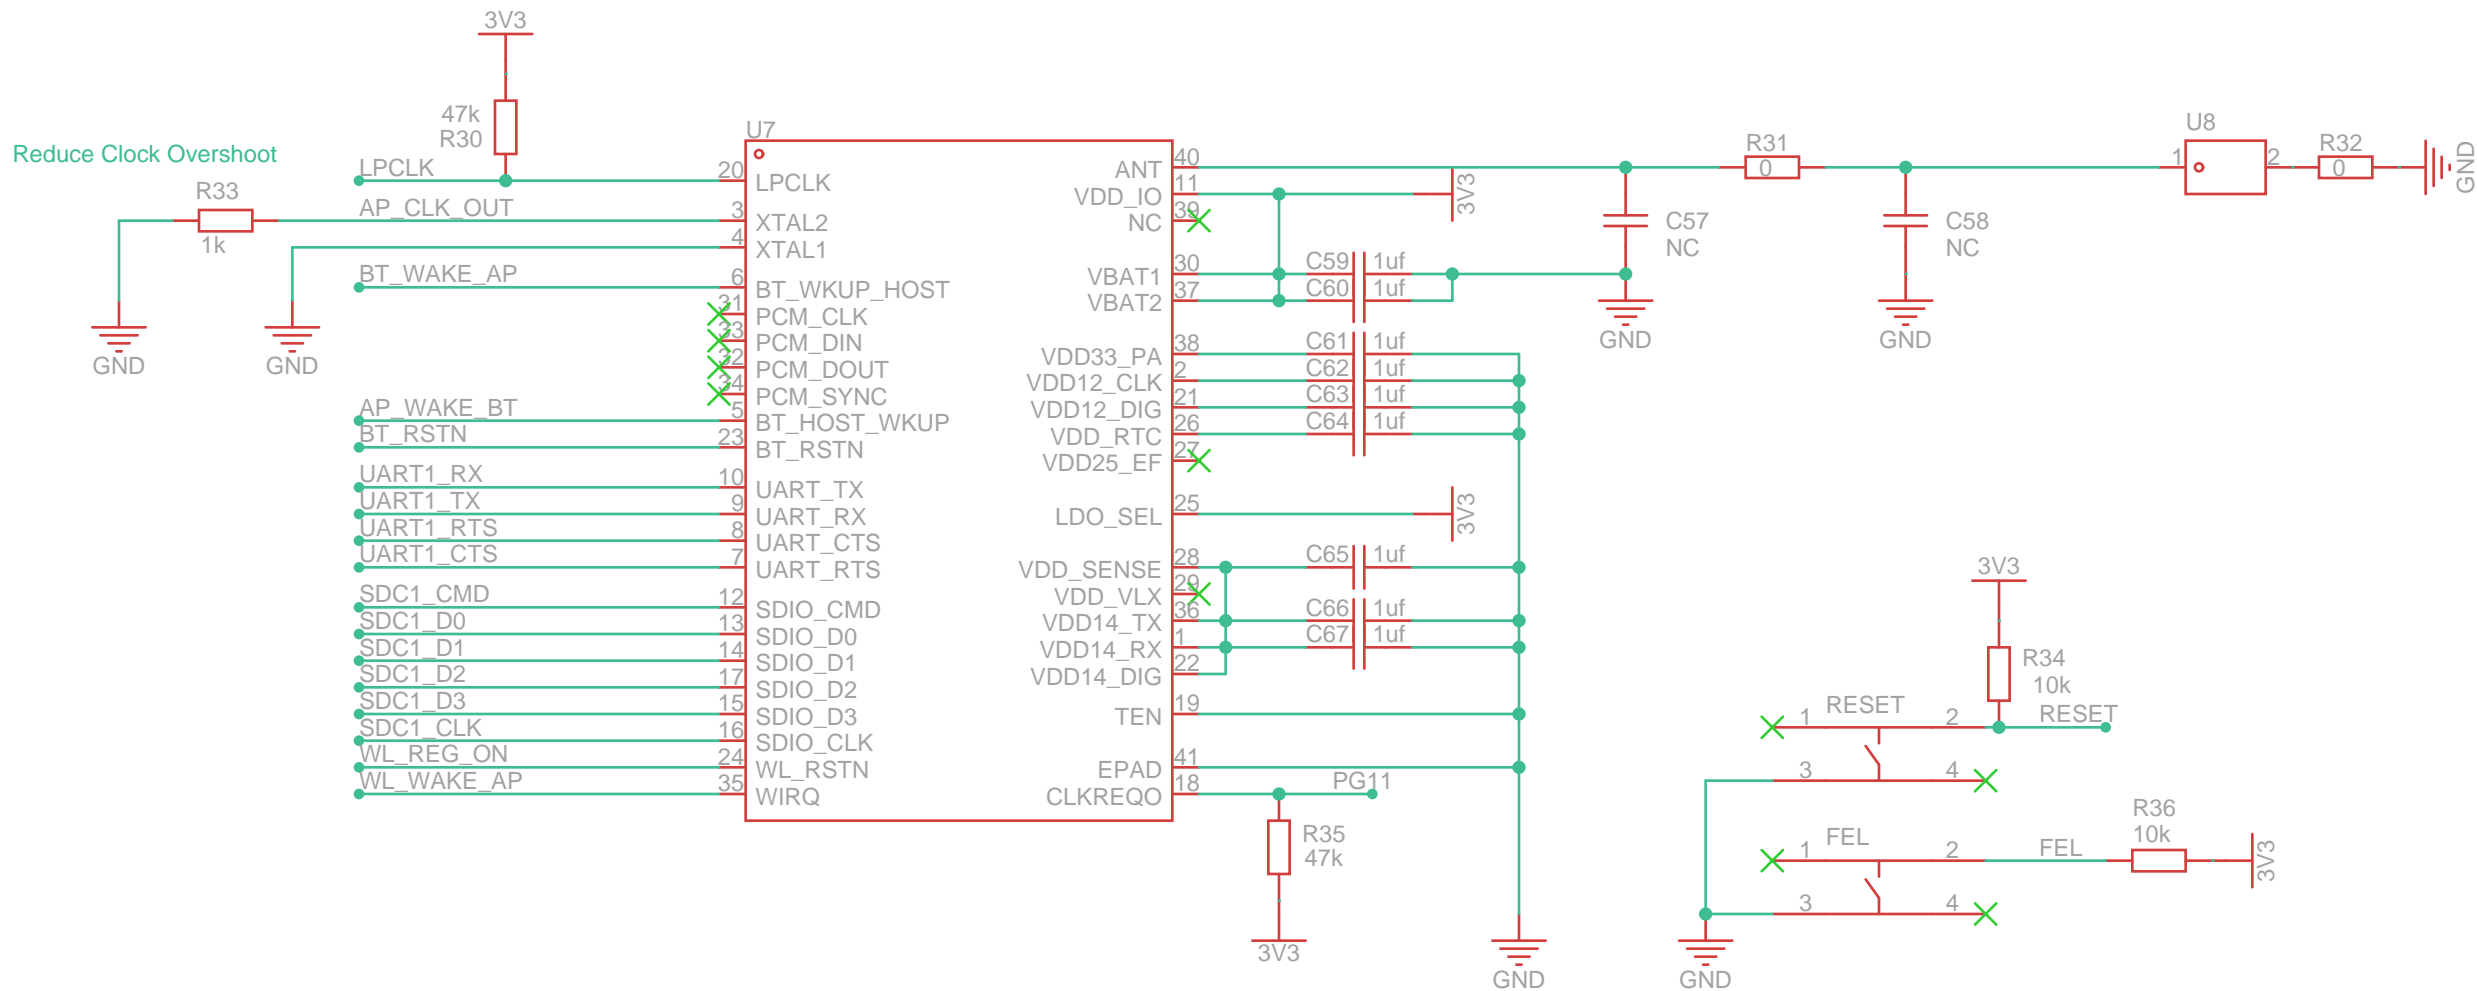 3V3
47k
R30
Reduce Clock Overshoot
R33
1k
GND
GND
LPCLK
AP_CLK_OUT
BT_WAKE_AP
AP_WAKE_BT
BT_RSTN
UART1_RX
UART1_TX
UART1_RTS
UART1_CTS
SDC1_CMD
SDC1_D0
SDC1_D1
SDC1_D2
SDC1_D3
SDC1_CLK
WL_REG_ON
WL_WAKE_AP
U7
20 LPCLK
3 XTAL2
4 XTAL1
6 BT_WKUP_HOST
31 PCM_CLK
33 PCM_DIN
32 PCM_DOUT
34 PCM_SYNC
5 BT_HOST_WKUP
23 BT_RSTN
10 UART_TX
9 UART_RX
8 UART_CTS
7 UART_RTS
12 SDIO_CMD
13 SDIO_D0
14 SDIO_D1
17 SDIO_D2
15 SDIO_D3
16 SDIO_CLK
24 WL_RSTN
35 WIRQ
ANT 40
VDD_IO 11
NC 39
VBAT1 30
VBAT2 37
VDD33_PA 38
VDD12_CLK 2
VDD12_DIG 21
VDD_RTC 26
VDD25_EF 27
LDO_SEL 25
VDD_SENSE 28
VDD_VLX 29
VDD14_TX 36
VDD14_RX 1
VDD14_DIG 22
TEN 19
EPAD 41
CLKREQO 18
3V3
C59 1uf
C60 1uf
C61 1uf
C62 1uf
C63 1uf
C64 1uf
3V3
C65 1uf
C66 1uf
C67 1uf
PG11
R35
47k
3V3
GND
C57
NC
GND
R31
0
C58
NC
GND
U8
1 2
R32
0
GND
3V3
R34
10k
1 RESET 2 RESET
3 4
R36
10k
1 FEL 2 FEL
3V3
3 4
GND